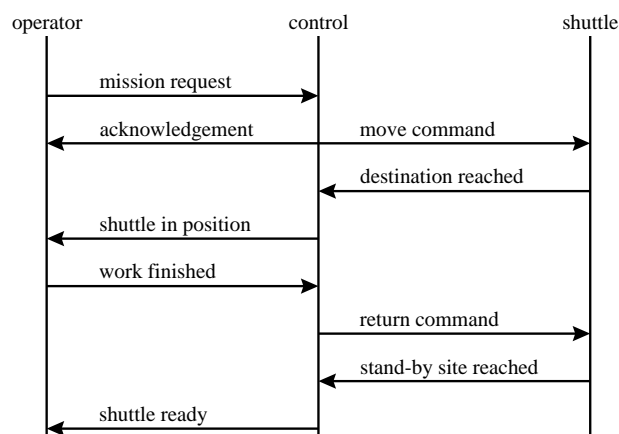 operator control shuttle
mission request
acknowledgement move command
destination reached
shuttle in position
work finished
return command
stand-by site reached
shuttle ready